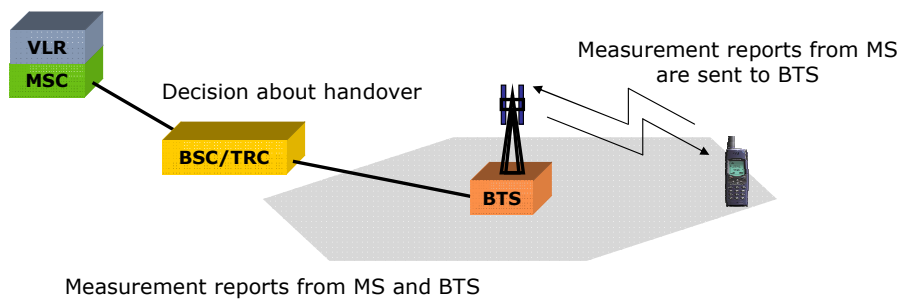 VLR
MSC
Measurement reports from MS
are sent to BTS
Decision about handover
BSC/TRC
BTS
Measurement reports from MS and BTS